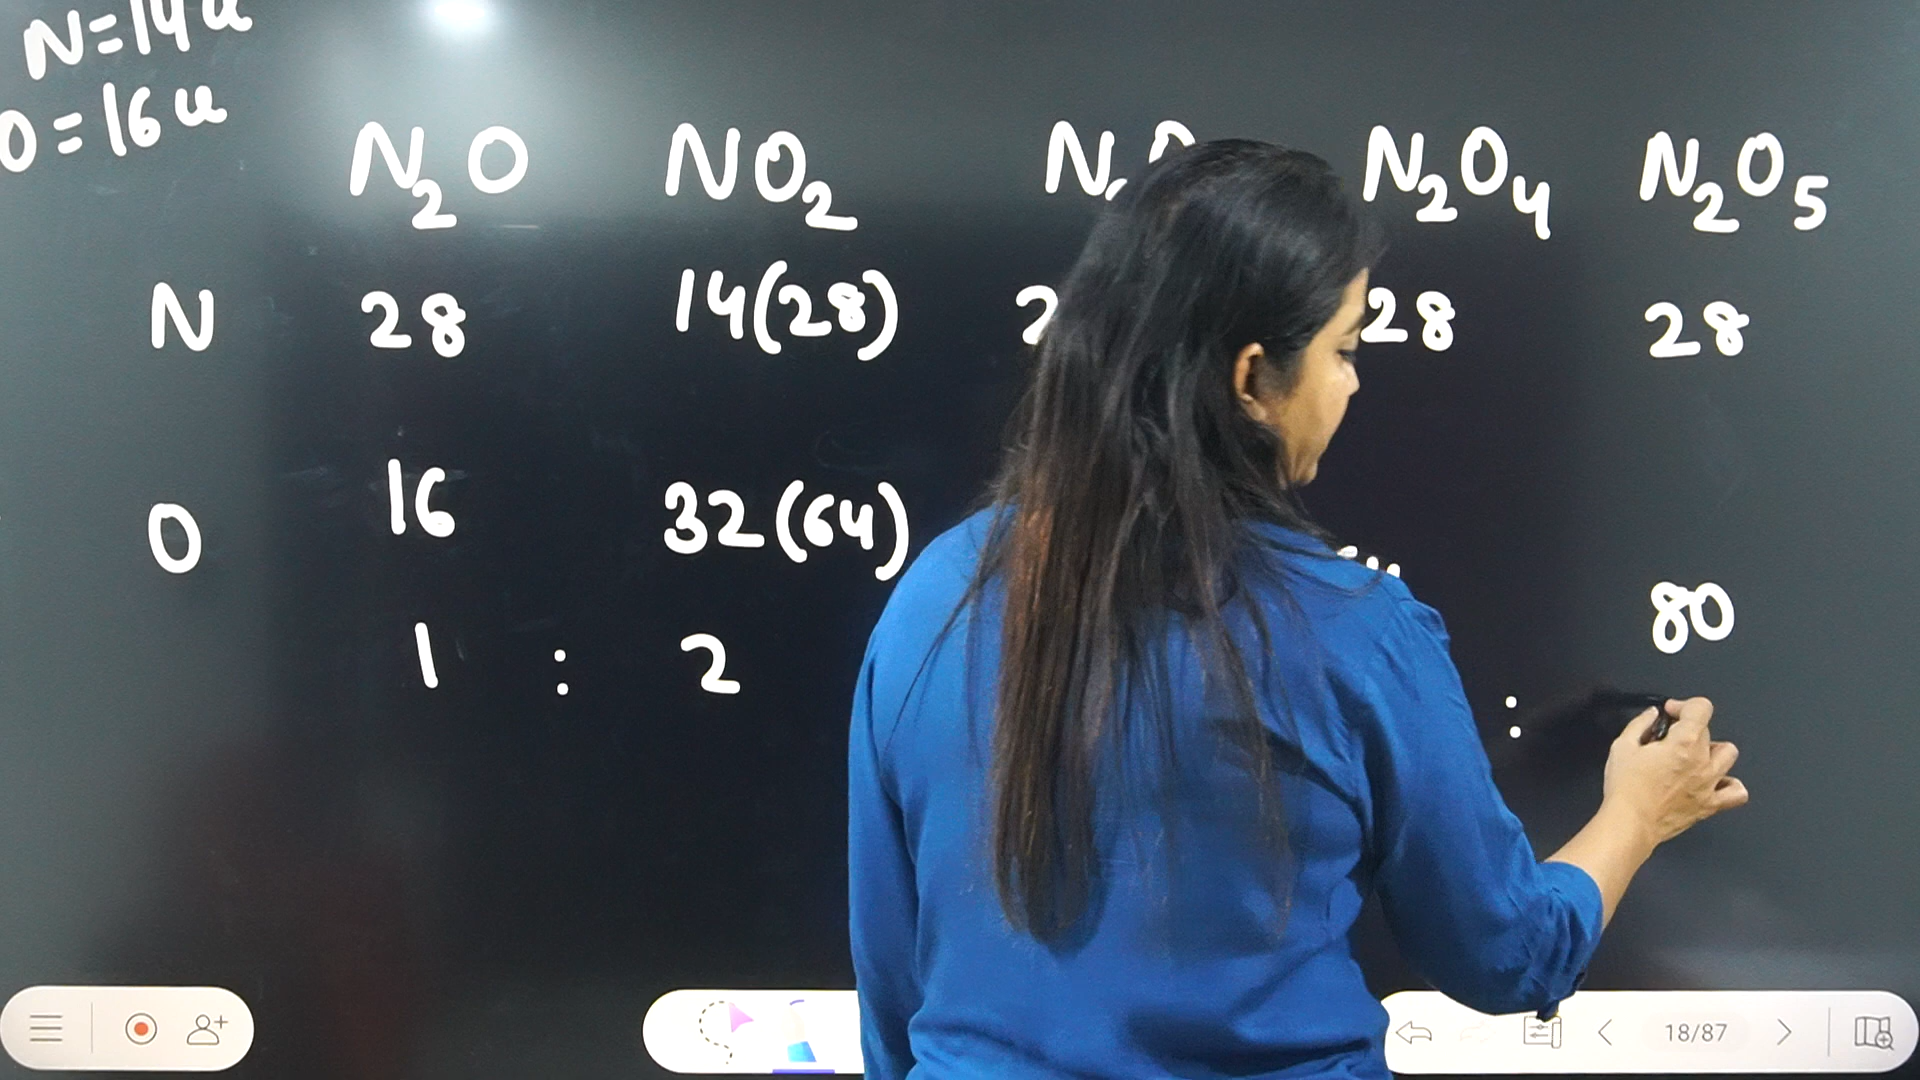 N=14u
O=16u
N₂O NO₂ N₂O₄ N₂O₅
N 28 14(28) 28 28
O 16 32(64) 80
1 : 2 :
18/87